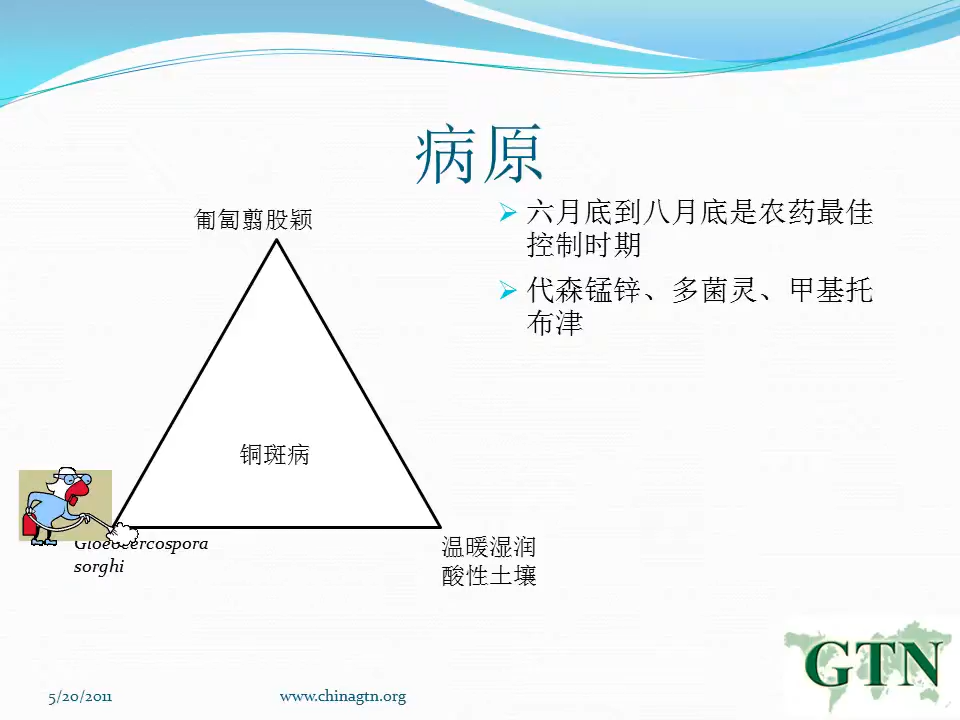 病原
匍匐翦股颖
六月底到八月底是农药最佳
控制时期
代森锰锌、多菌灵、甲基托
布津
铜斑病
Gloeocercospora
sorghi
温暖湿润
酸性土壤
GTN
5/20/2011
www.chinagtn.org